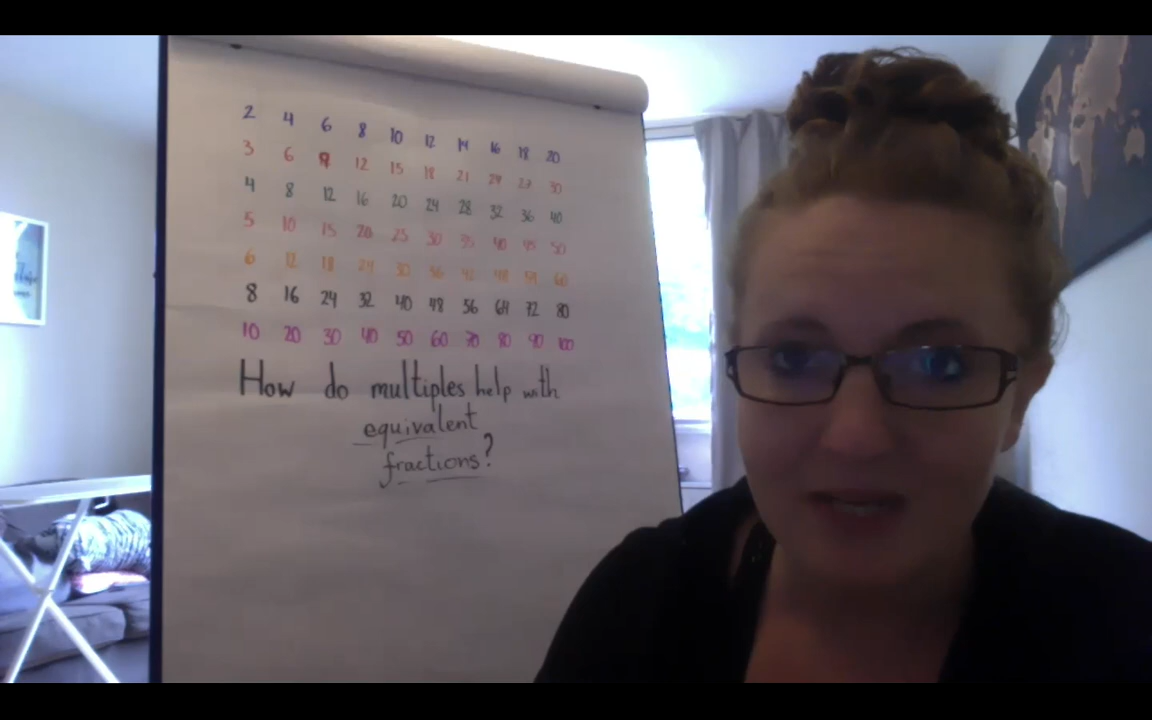 2 4 6 8 10 12 14 16 18 20
3 6 9 12 15 18 21 24 27 30
4 8 12 16 20 24 28 32 36 40
5 10 15 20 25 30 35 40 45 50
6 12 18 24 30 36 42 48 54 60
8 16 24 32 40 48 56 64 72 80
10 20 30 40 50 60 70 80 90 100
How do multiples help with
equivalent
fractions?